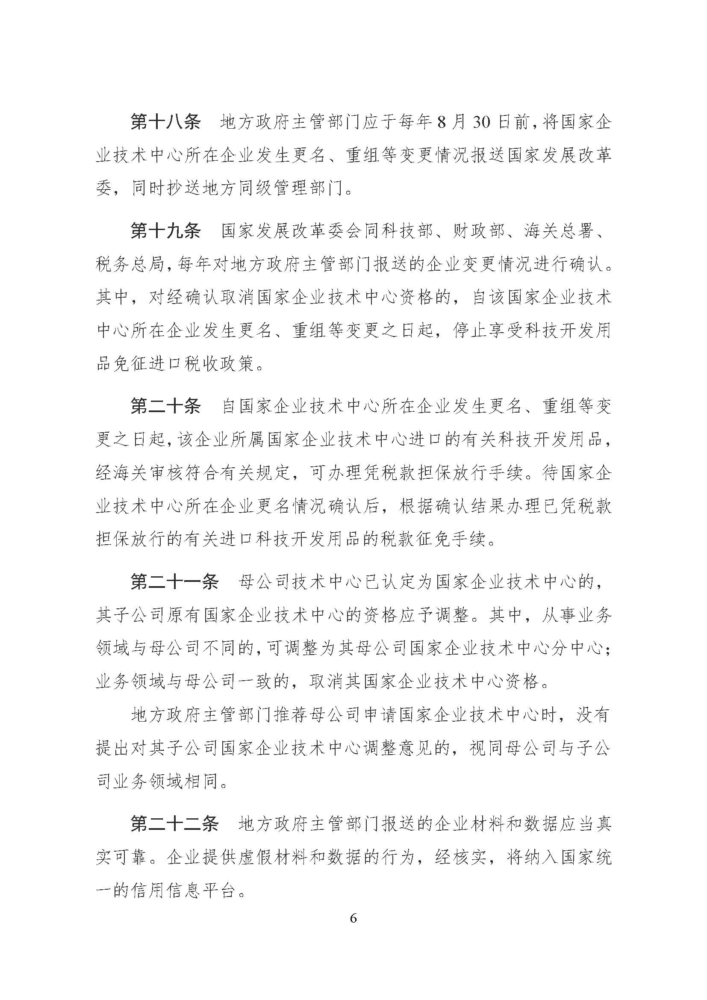 第十八条　地方政府主管部门应于每年 8 月 30 日前，将国家企
业技术中心所在企业发生更名、重组等变更情况报送国家发展改革
委，同时抄送地方同级管理部门。
第十九条　国家发展改革委会同科技部、财政部、海关总署、
税务总局，每年对地方政府主管部门报送的企业变更情况进行确认。
其中，对经确认取消国家企业技术中心资格的，自该国家企业技术
中心所在企业发生更名、重组等变更之日起，停止享受科技开发用
品免征进口税收政策。
第二十条　自国家企业技术中心所在企业发生更名、重组等变
更之日起，该企业所属国家企业技术中心进口的有关科技开发用品，
经海关审核符合有关规定，可办理凭税款担保放行手续。待国家企
业技术中心所在企业更名情况确认后，根据确认结果办理已凭税款
担保放行的有关进口科技开发用品的税款征免手续。
第二十一条　母公司技术中心已认定为国家企业技术中心的，
其子公司原有国家企业技术中心的资格应予调整。其中，从事业务
领域与母公司不同的，可调整为其母公司国家企业技术中心分中心；
业务领域与母公司一致的，取消其国家企业技术中心资格。
地方政府主管部门推荐母公司申请国家企业技术中心时，没有
提出对其子公司国家企业技术中心调整意见的，视同母公司与子公
司业务领域相同。
第二十二条　地方政府主管部门报送的企业材料和数据应当真
实可靠。企业提供虚假材料和数据的行为，经核实，将纳入国家统
一的信用信息平台。
6